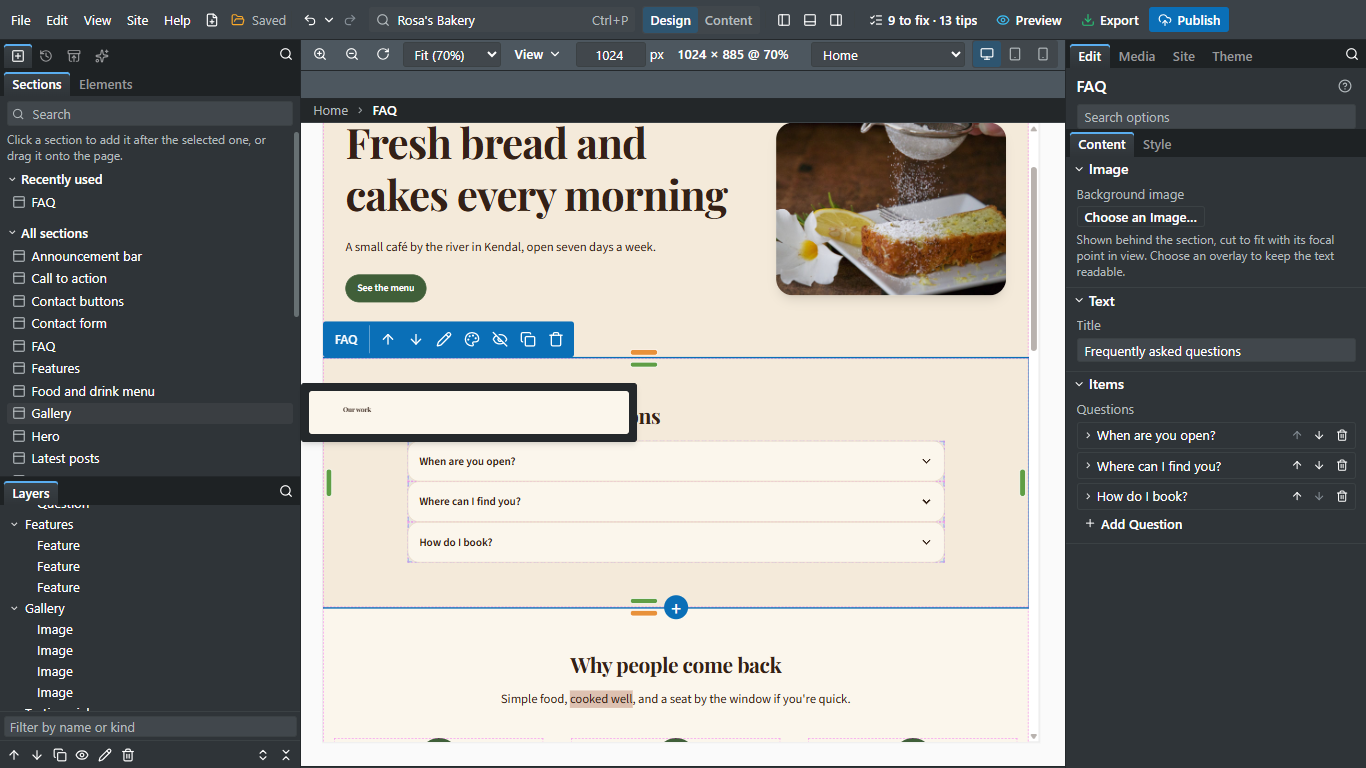 File Edit View Site Help Saved Rosa's Bakery Ctrl+P Design Content 9 to fix · 13 tips Preview Export Publish
Sections Elements
Search
Click a section to add it after the selected one, or
drag it onto the page.
Recently used
FAQ
All sections
Announcement bar
Call to action
Contact buttons
Contact form
FAQ
Features
Food and drink menu
Gallery
Hero
Latest posts
Layers
Question
Features
Feature
Feature
Feature
Gallery
Image
Image
Image
Image
Filter by name or kind
Fit (70%) View 1024 px 1024 × 885 @ 70% Home
Home › FAQ
Fresh bread and
cakes every morning
A small café by the river in Kendal, open seven days a week.
See the menu
FAQ
Our work
ons
When are you open?
Where can I find you?
How do I book?
Why people come back
Simple food, cooked well, and a seat by the window if you're quick.
Edit Media Site Theme
FAQ
Search options
Content Style
Image
Background image
Choose an Image...
Shown behind the section, cut to fit with its focal
point in view. Choose an overlay to keep the text
readable.
Text
Title
Frequently asked questions
Items
Questions
When are you open?
Where can I find you?
How do I book?
+ Add Question